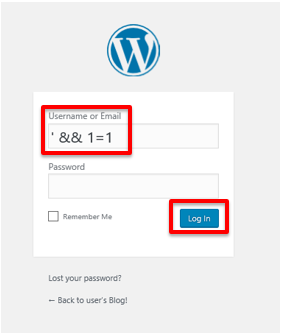 Username or Email
' && 1=1
Password
Remember Me
Log In
Lost your password?
← Back to user's Blog!